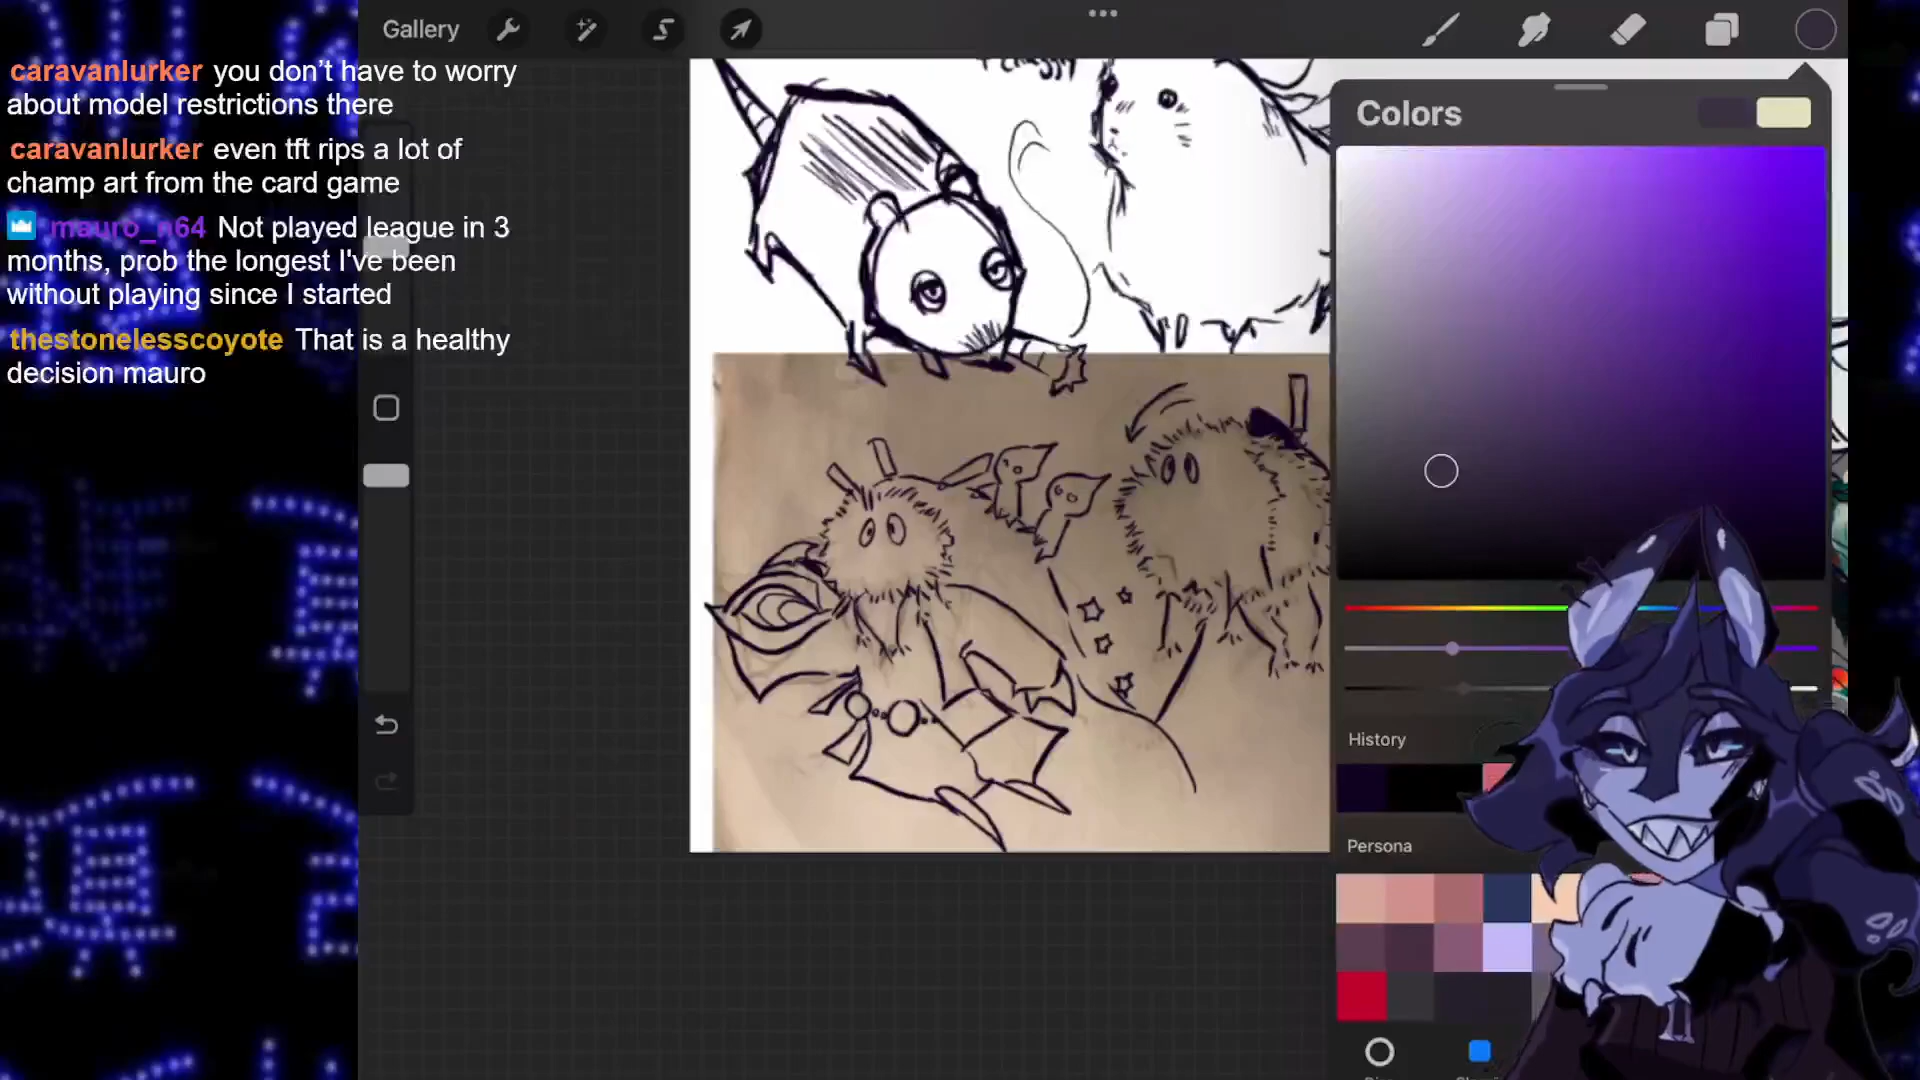 Gallery
caravanlurker you don't have to worry
about model restrictions there
caravanlurker even tft rips a lot of
champ art from the card game
mauro_n64 Not played league in 3
months, prob the longest I've been
without playing since I started
thestonelesscoyote That is a healthy
decision mauro
Colors
History
Persona